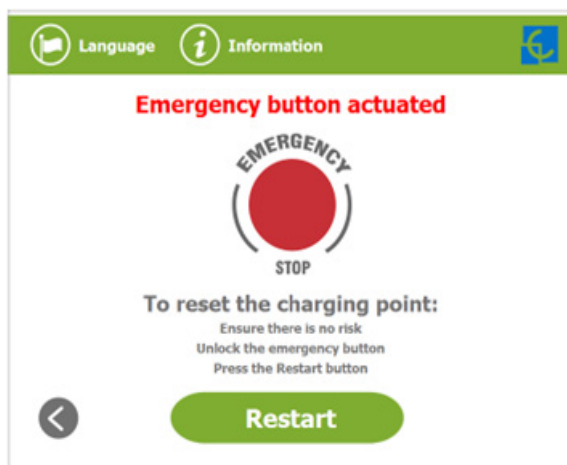 Language
Information
Emergency button actuated
EMERGENCY
STOP
To reset the charging point:
Ensure there is no risk
Unlock the emergency button
Press the Restart button
Restart